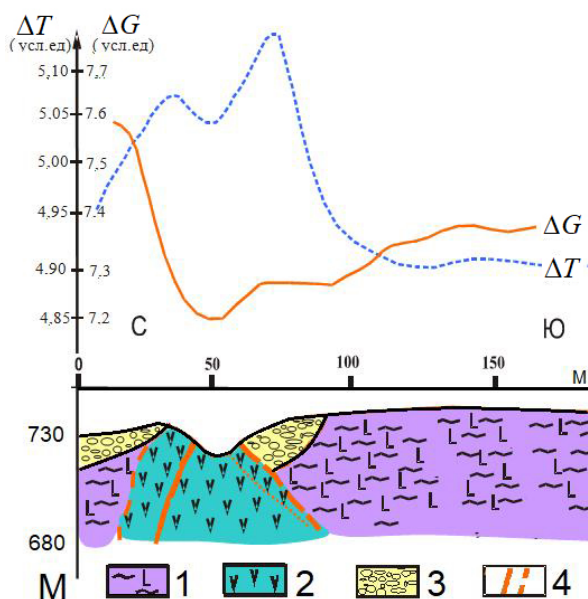 ΔT ΔG
(усл.ед) (усл.ед)
5,10 7,7
5,05 7,6
5,00 7,5
4,95 7,4
4,90 7,3
4,85 7,2
ΔG
ΔT
С Ю
0 50 100 150 М
730
680
М 1 2 3 4